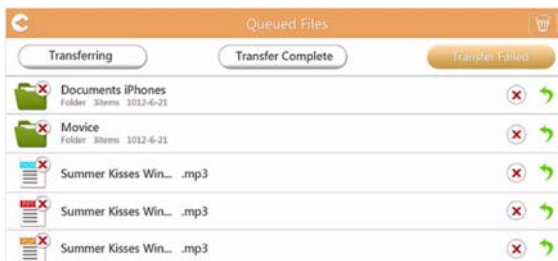 Queued Files
Transferring Transfer Complete Transfer Failed
Documents iPhones
Folder 3items 1012-6-21
Movice
Folder 3items 1012-6-21
Summer Kisses Win... .mp3
Summer Kisses Win... .mp3
Summer Kisses Win... .mp3